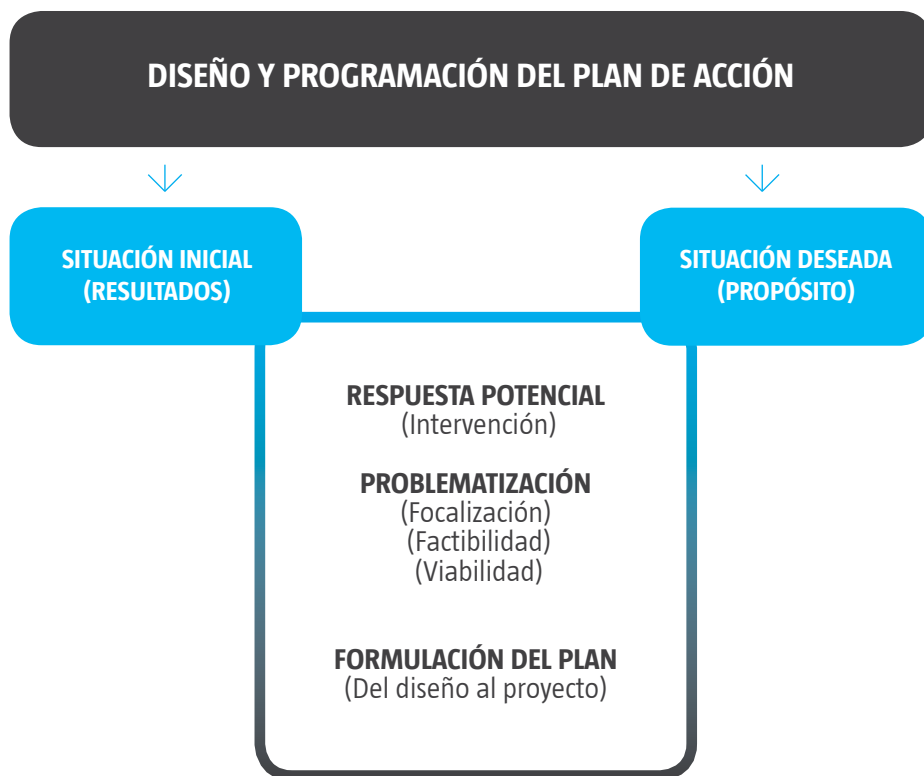 DISEÑO Y PROGRAMACIÓN DEL PLAN DE ACCIÓN
SITUACIÓN INICIAL
(RESULTADOS)
SITUACIÓN DESEADA
(PROPÓSITO)
RESPUESTA POTENCIAL
(Intervención)
PROBLEMATIZACIÓN
(Focalización)
(Factibilidad)
(Viabilidad)
FORMULACIÓN DEL PLAN
(Del diseño al proyecto)